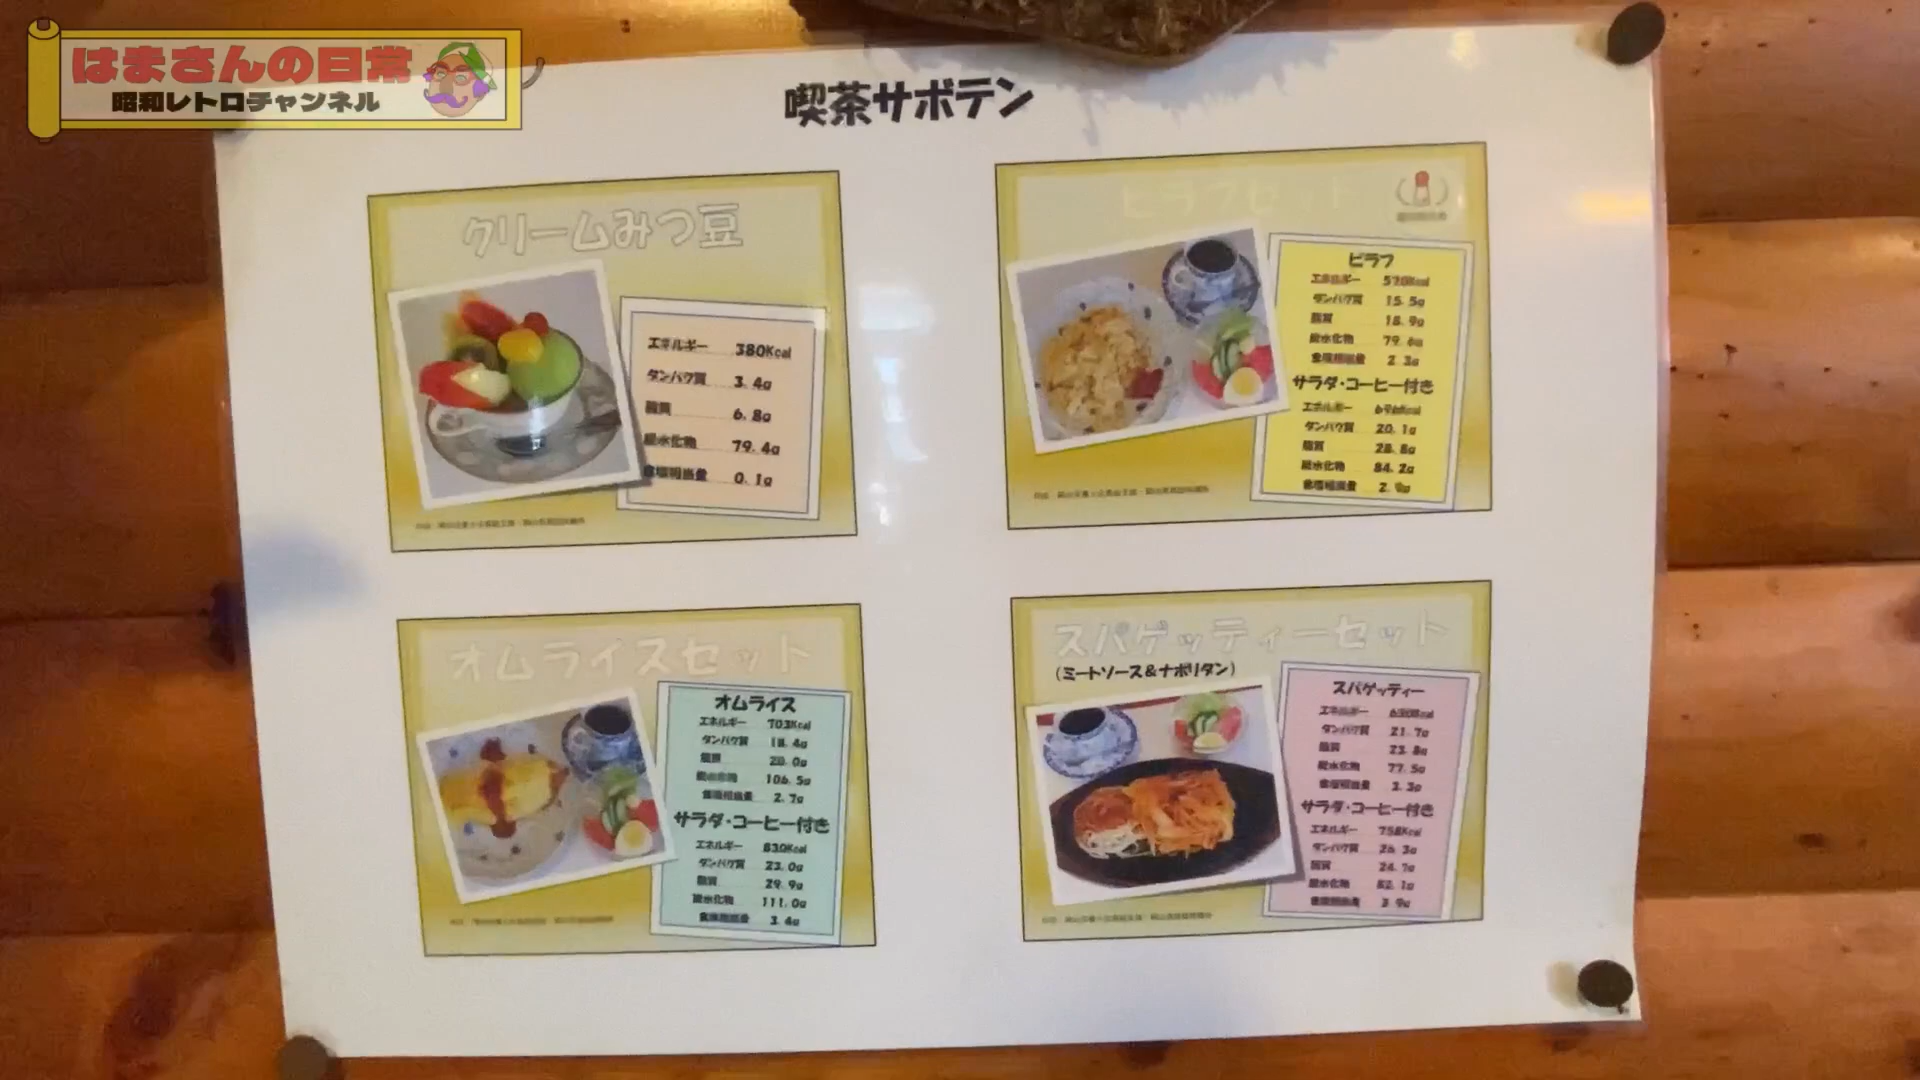 はまさんの日常
昭和レトロチャンネル
喫茶サボテン
クリームみつ豆
エネルギー 380Kcal
タンパク質 3.4g
脂質 6.8g
炭水化物 79.4g
食塩相当量 0.1g
ピラフセット
ピラフ
エネルギー 570Kcal
タンパク質 15.5g
脂質 18.9g
炭水化物 79.6g
食塩相当量 2.3g
サラダ・コーヒー付き
エネルギー 696Kcal
タンパク質 20.1g
脂質 28.8g
炭水化物 84.2g
食塩相当量
オムライスセット
オムライス
エネルギー 703Kcal
タンパク質 18.4g
脂質 20.0g
炭水化物 106.5g
食塩相当量 2.7g
サラダ・コーヒー付き
エネルギー 830Kcal
タンパク質 23.0g
脂質 29.9g
炭水化物 111.0g
食塩相当量 3.4g
スパゲッティーセット
(ミートソース&ナポリタン)
スパゲッティー
エネルギー
タンパク質 21.7g
脂質 23.8g
炭水化物 77.5g
食塩相当量 3.3g
サラダ・コーヒー付き
エネルギー 758Kcal
タンパク質 26.3g
脂質
炭水化物 82.1g
食塩相当量 3.9g